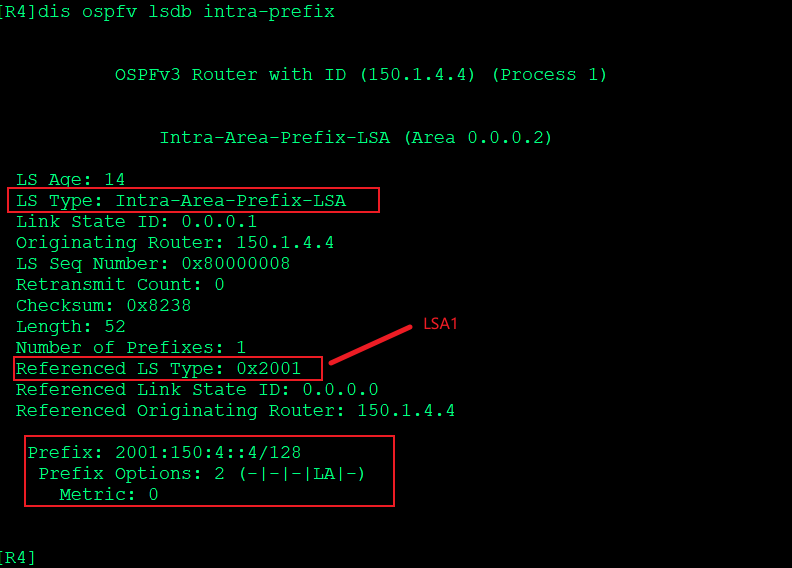 [R4]dis ospfv lsdb intra-prefix
OSPFv3 Router with ID (150.1.4.4) (Process 1)
Intra-Area-Prefix-LSA (Area 0.0.0.2)
LS Age: 14
LS Type: Intra-Area-Prefix-LSA
Link State ID: 0.0.0.1
Originating Router: 150.1.4.4
LS Seq Number: 0x80000008
Retransmit Count: 0
Checksum: 0x8238
Length: 52
Number of Prefixes: 1
Referenced LS Type: 0x2001
LSA1
Referenced Link State ID: 0.0.0.0
Referenced Originating Router: 150.1.4.4
Prefix: 2001:150:4::4/128
Prefix Options: 2 (-|-|-|LA|-)
Metric: 0
[R4]